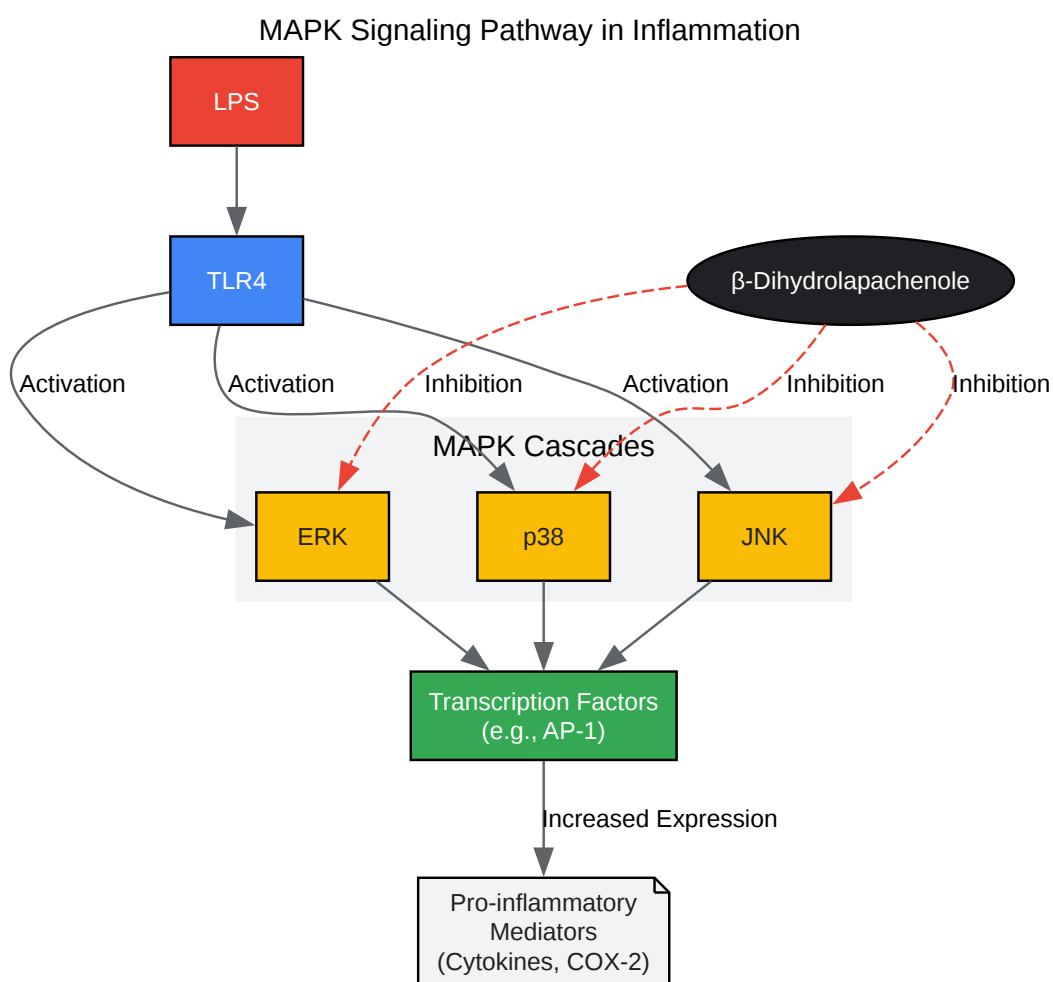 MAPK Signaling Pathway in Inflammation
LPS
TLR4
β-Dihydrolapachenole
Activation
Activation
Inhibition
Activation
Inhibition
Inhibition
MAPK Cascades
ERK
p38
JNK
Transcription Factors
(e.g., AP-1)
Increased Expression
Pro-inflammatory
Mediators
(Cytokines, COX-2)